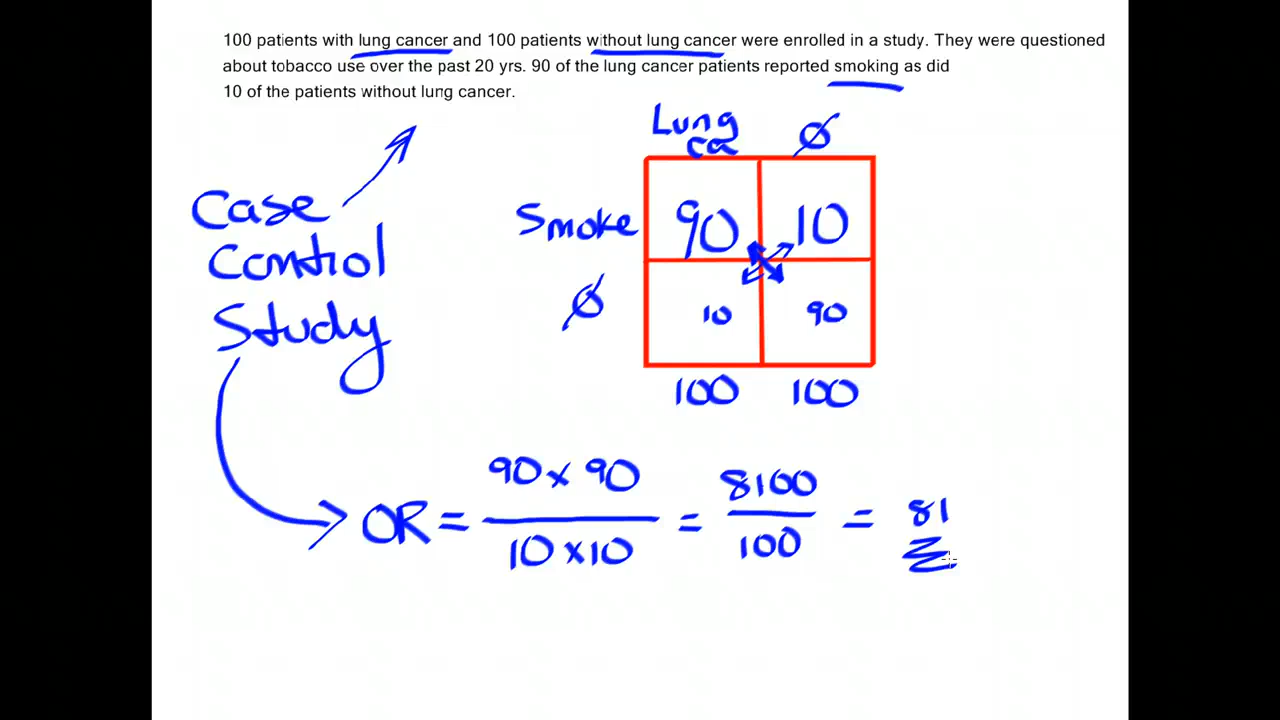 100 patients with lung cancer and 100 patients without lung cancer were enrolled in a study. They were questioned
about tobacco use over the past 20 yrs. 90 of the lung cancer patients reported smoking as did
10 of the patients without lung cancer.
Case
Control
Study
Lung
ca
Ø
Smoke 90 10
Ø 10 90
100 100
OR = 90 x 90 / 10 x 10 = 8100 / 100 = 81